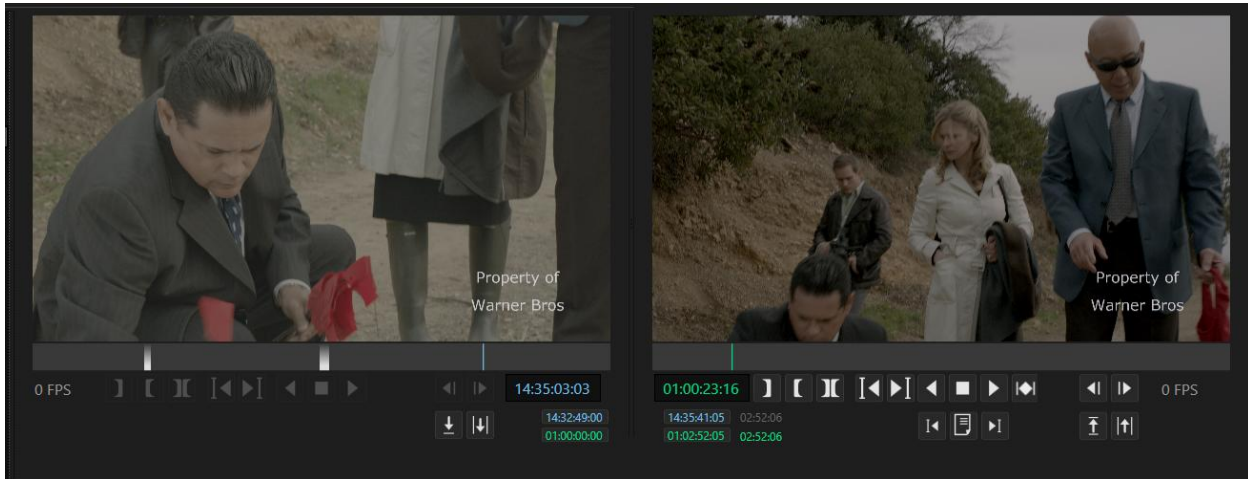 Property of
Warner Bros
Property of
Warner Bros
0 FPS
14:35:03:03
01:00:23:16
0 FPS
14:32:49:00
01:00:00:00
14:35:41:05 02:52:06
01:02:52:05 02:52:06